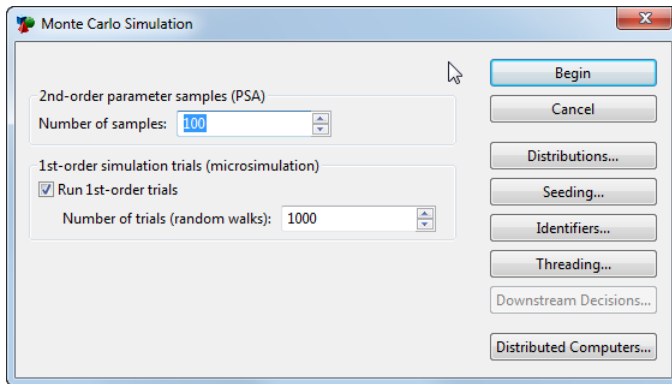 Monte Carlo Simulation
2nd-order parameter samples (PSA)
Number of samples: 100
1st-order simulation trials (microsimulation)
Run 1st-order trials
Number of trials (random walks): 1000
Begin
Cancel
Distributions...
Seeding...
Identifiers...
Threading...
Downstream Decisions...
Distributed Computers...